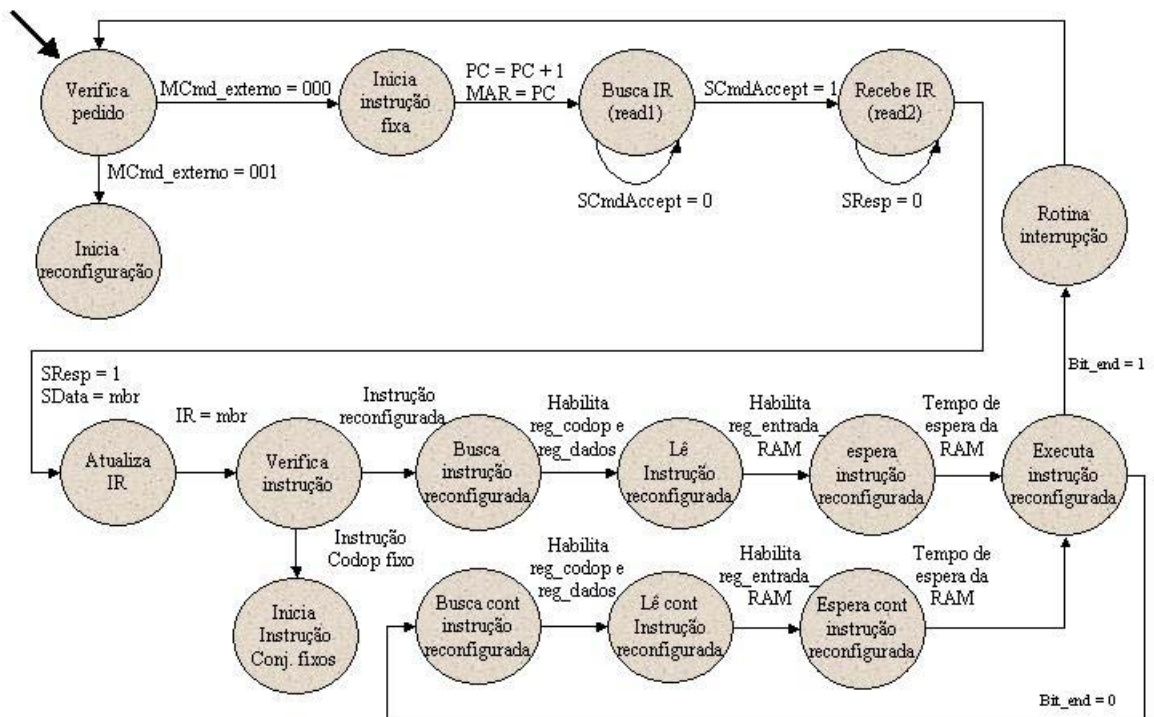 Verifica
pedido
MCmd_externo = 000
Inicia
instrução
fixa
PC = PC + 1
MAR = PC
Busca IR
(read1)
SCmdAccept = 1
Recebe IR
(read2)
MCmd_externo = 001
SCmdAccept = 0
SResp = 0
Inicia
reconfiguração
Rotina
interrupção
SResp = 1
SData = mbr
Bit_end = 1
Atualiza
IR
IR = mbr
Verifica
instrução
Instrução
reconfigurada
Busca
instrução
reconfigurada
Habilita
reg_codop e
reg_dados
Lê
Instrução
reconfigurada
Habilita
reg_entrada_
RAM
espera
instrução
reconfigurada
Tempo de
espera da
RAM
Executa
instrução
reconfigurada
Instrução
Codop fixo
Inicia
Instrução
Conj. fixos
Busca cont
instrução
reconfigurada
Habilita
reg_codop e
reg_dados
Lê cont
Instrução
reconfigurada
Habilita
reg_entrada_
RAM
Espera cont
instrução
reconfigurada
Tempo de
espera da
RAM
Bit_end = 0